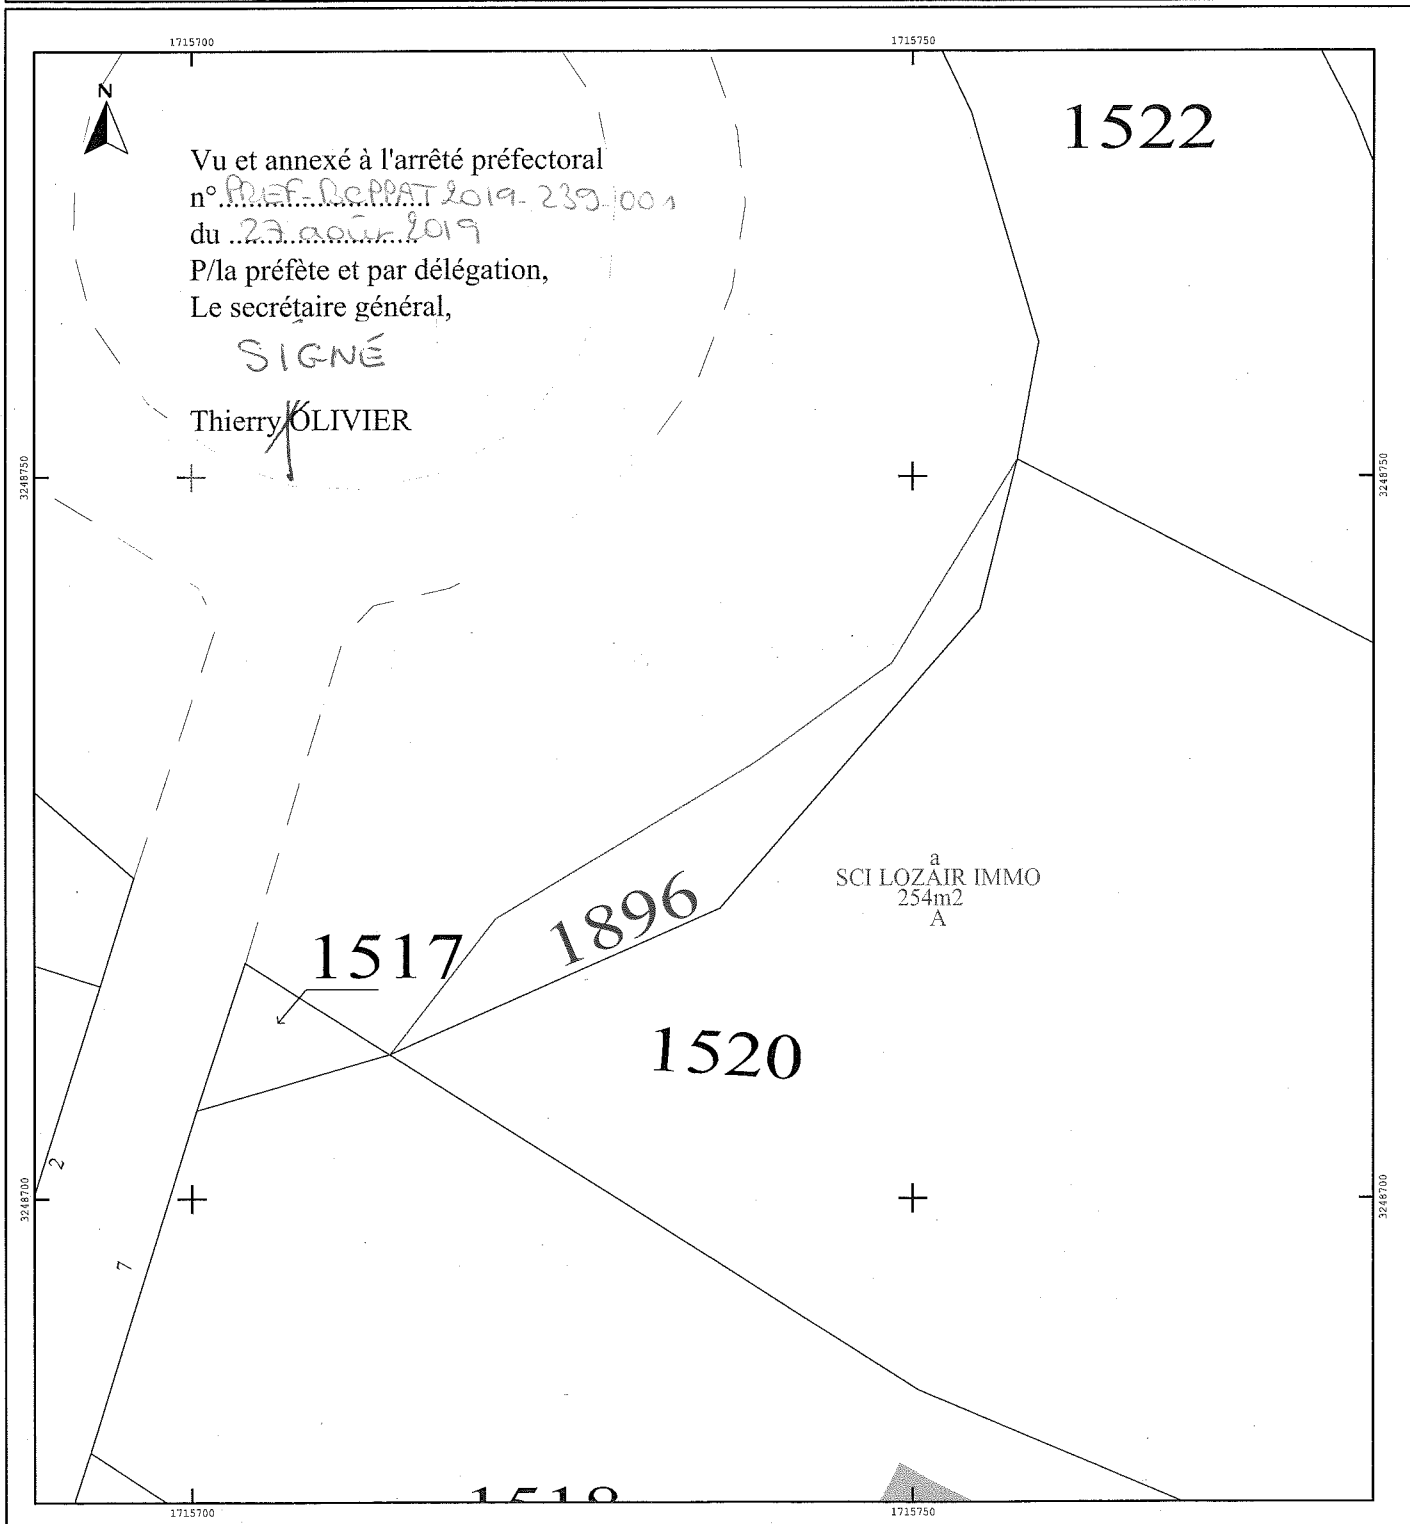 1715700
1715750
N
1522
Vu et annexé à l'arrêté préfectoral
n° PREF-BCPPAT 2019-239-001
du 27 août 2019
P/la préfète et par délégation,
Le secrétaire général,
SIGNÉ
Thierry OLIVIER
3248750
3248750
a
SCI LOZAIR IMMO
254m2
A
1896
1517
1520
2
3248700
3248700
7
1518
1715700
1715750